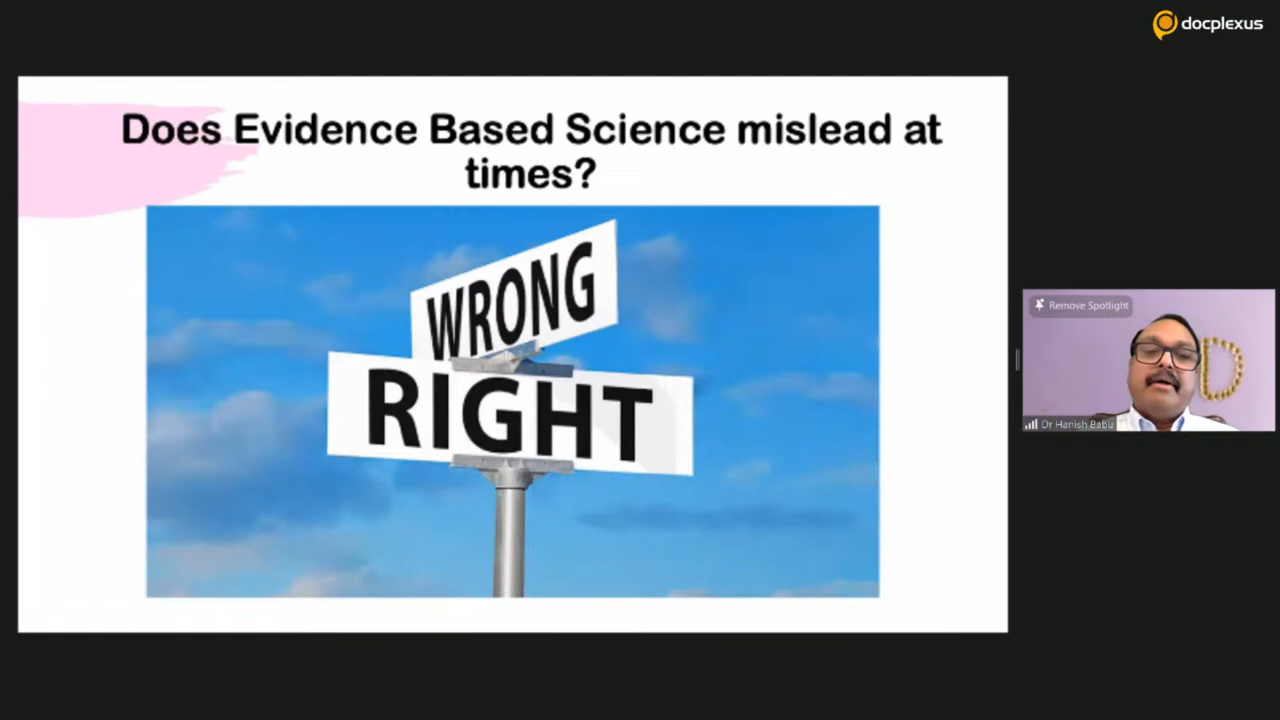 docplexus
Does Evidence Based Science mislead at
times?
WRONG
RIGHT
Remove Spotlight
Dr Harish Babu